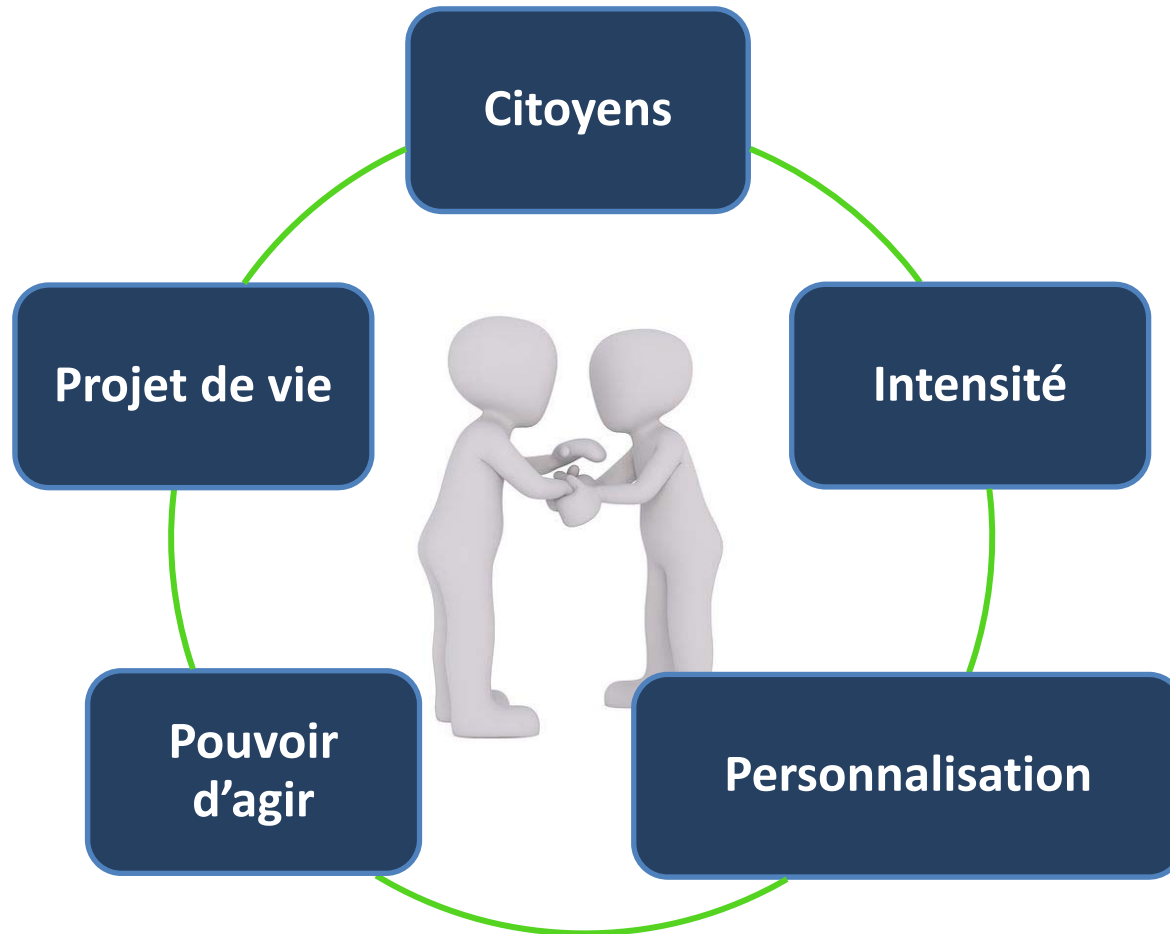 Citoyens
Projet de vie
Intensité
Pouvoir
d’agir
Personnalisation